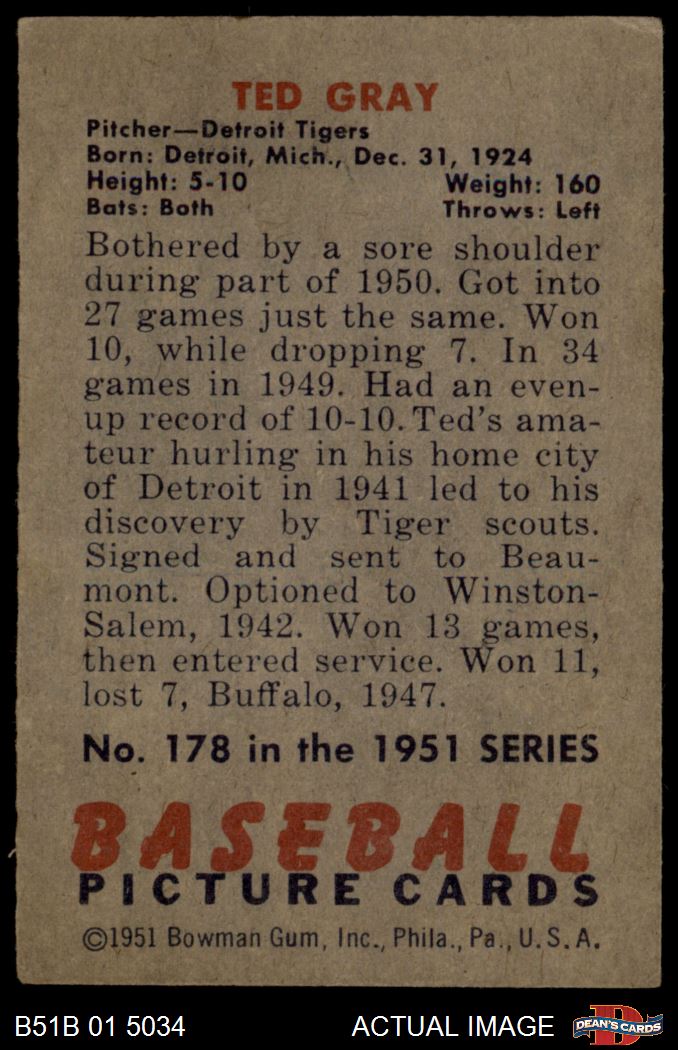 TED GRAY
Pitcher—Detroit Tigers
Born: Detroit, Mich., Dec. 31, 1924
Height: 5-10 Weight: 160
Bats: Both Throws: Left
Bothered by a sore shoulder
during part of 1950. Got into
27 games just the same. Won
10, while dropping 7. In 34
games in 1949. Had an even-
up record of 10-10. Ted's ama-
teur hurling in his home city
of Detroit in 1941 led to his
discovery by Tiger scouts.
Signed and sent to Beau-
mont. Optioned to Winston-
Salem, 1942. Won 13 games,
then entered service. Won 11,
lost 7, Buffalo, 1947.
No. 178 in the 1951 SERIES
BASEBALL
PICTURE CARDS
©1951 Bowman Gum, Inc., Phila., Pa., U.S.A.
B51B 01 5034 ACTUAL IMAGE
D
DEAN'S CARDS